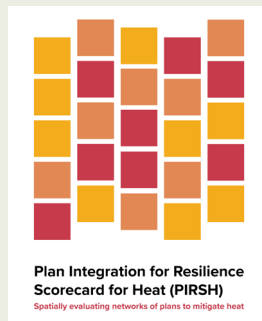 Plan Integration for Resilience
Scorecard for Heat (PIRSH)
Spatially evaluating networks of plans to mitigate heat